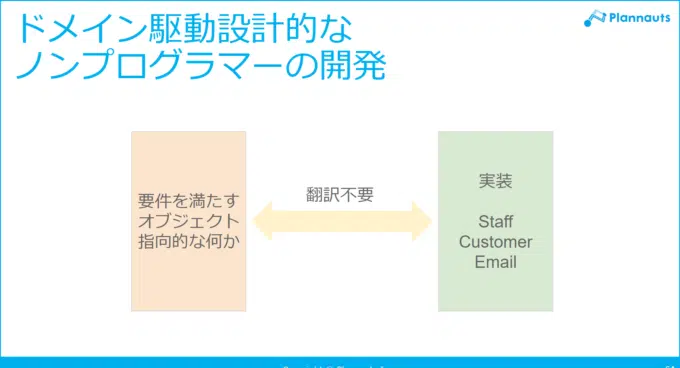 ドメイン駆動設計的な
ノンプログラマーの開発
Plannauts
要件を満たす
オブジェクト
指向的な何か
翻訳不要
実装
Staff
Customer
Email